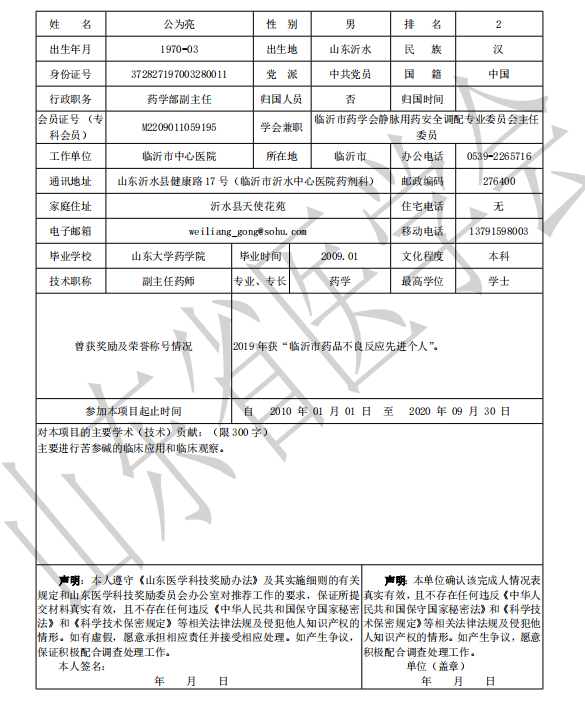 姓 名 公为亮 性 别 男 排 名 2
出生年月 1970-03 出生地 山东沂水 民 族 汉
身份证号 372827197003280011 党 派 中共党员 国 籍 中国
行政职务 药学部副主任 归国人员 否 归国时间
会员证号 （专科会员） M2209011059195 学会兼职 临沂市药学会静脉用药安全调配专业委员会主任委员
工作单位 临沂市中心医院 所在地 临沂市 办公电话 0539-2265716
通讯地址 山东沂水县健康路 17 号（临沂市沂水中心医院药剂科） 邮政编码 276400
家庭住址 沂水县天使花苑 住宅电话 无
电子邮箱 weiliang_gong@sohu.com 移动电话 13791598003
毕业学校 山东大学药学院 毕业时间 2009.01 文化程度 本科
技术职称 副主任药师 专业、专长 药学 最高学位 学士
曾获奖励及荣誉称号情况 2019 年获“临沂市药品不良反应先进个人”。
参加本项目起止时间 自 2010 年 01 月 01 日 至 2020 年 09 月 30 日
对本项目的主要学术（技术）贡献：（限 300 字）
主要进行苦参碱的临床应用和临床观察。
声明：本人遵守《山东医学科技奖励办法》及其实施细则的有关
规定和山东医学科技奖励委员会办公室对推荐工作的要求，保证所提
交材料真实有效，且不存在任何违反《中华人民共和国保守国家秘密
法》和《科学技术保密规定》等相关法律法规及侵犯他人知识产权的
情形。如有虚假，愿意承担相应责任并接受相应处理。如产生争议，
保证积极配合调查处理工作。
本人签名：
年 月 日
声明：本单位确认该完成人情况表
真实有效，且不存在任何违反《中华人
民共和国保守国家秘密法》和《科学技
术保密规定》等相关法律法规及侵犯他
人知识产权的情形。如产生争议，愿意
积极配合调查处理工作。
单位（盖章）
年 月 日
山东省医学会